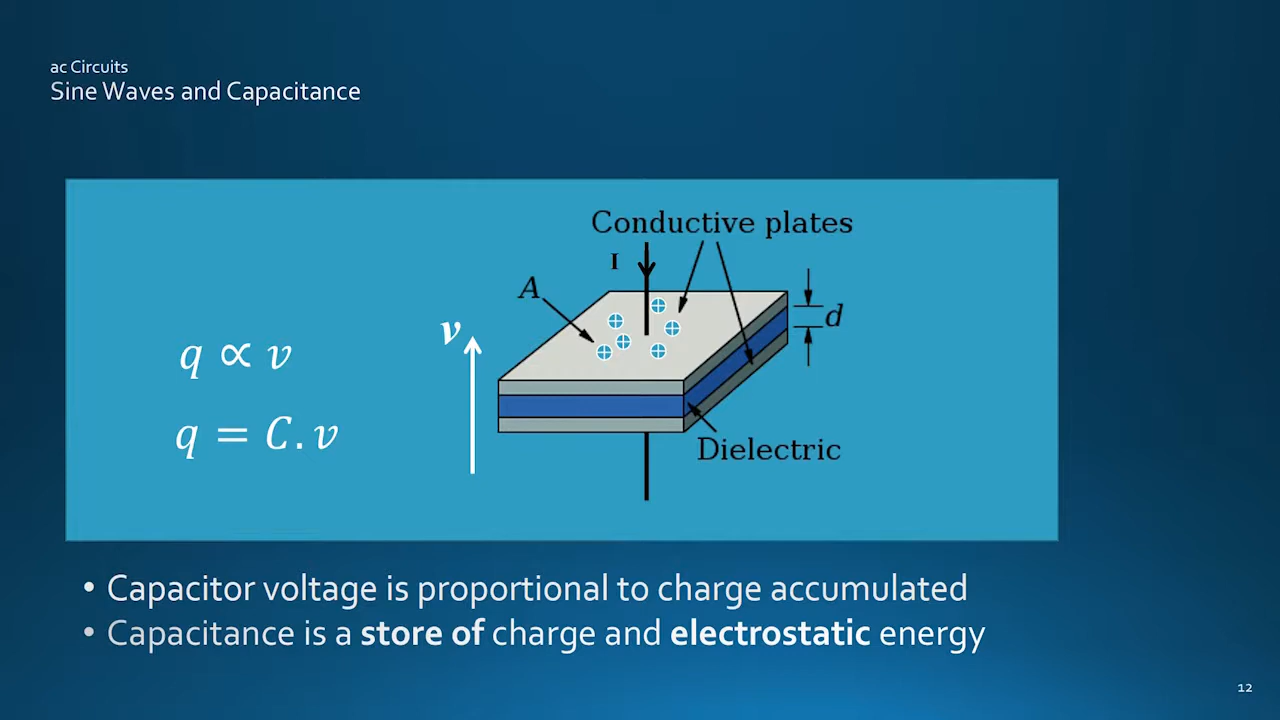 ac Circuits
Sine Waves and Capacitance
Conductive plates
I
A
d
v
q ∝ v
q = C. v
Dielectric
• Capacitor voltage is proportional to charge accumulated
• Capacitance is a store of charge and electrostatic energy
12